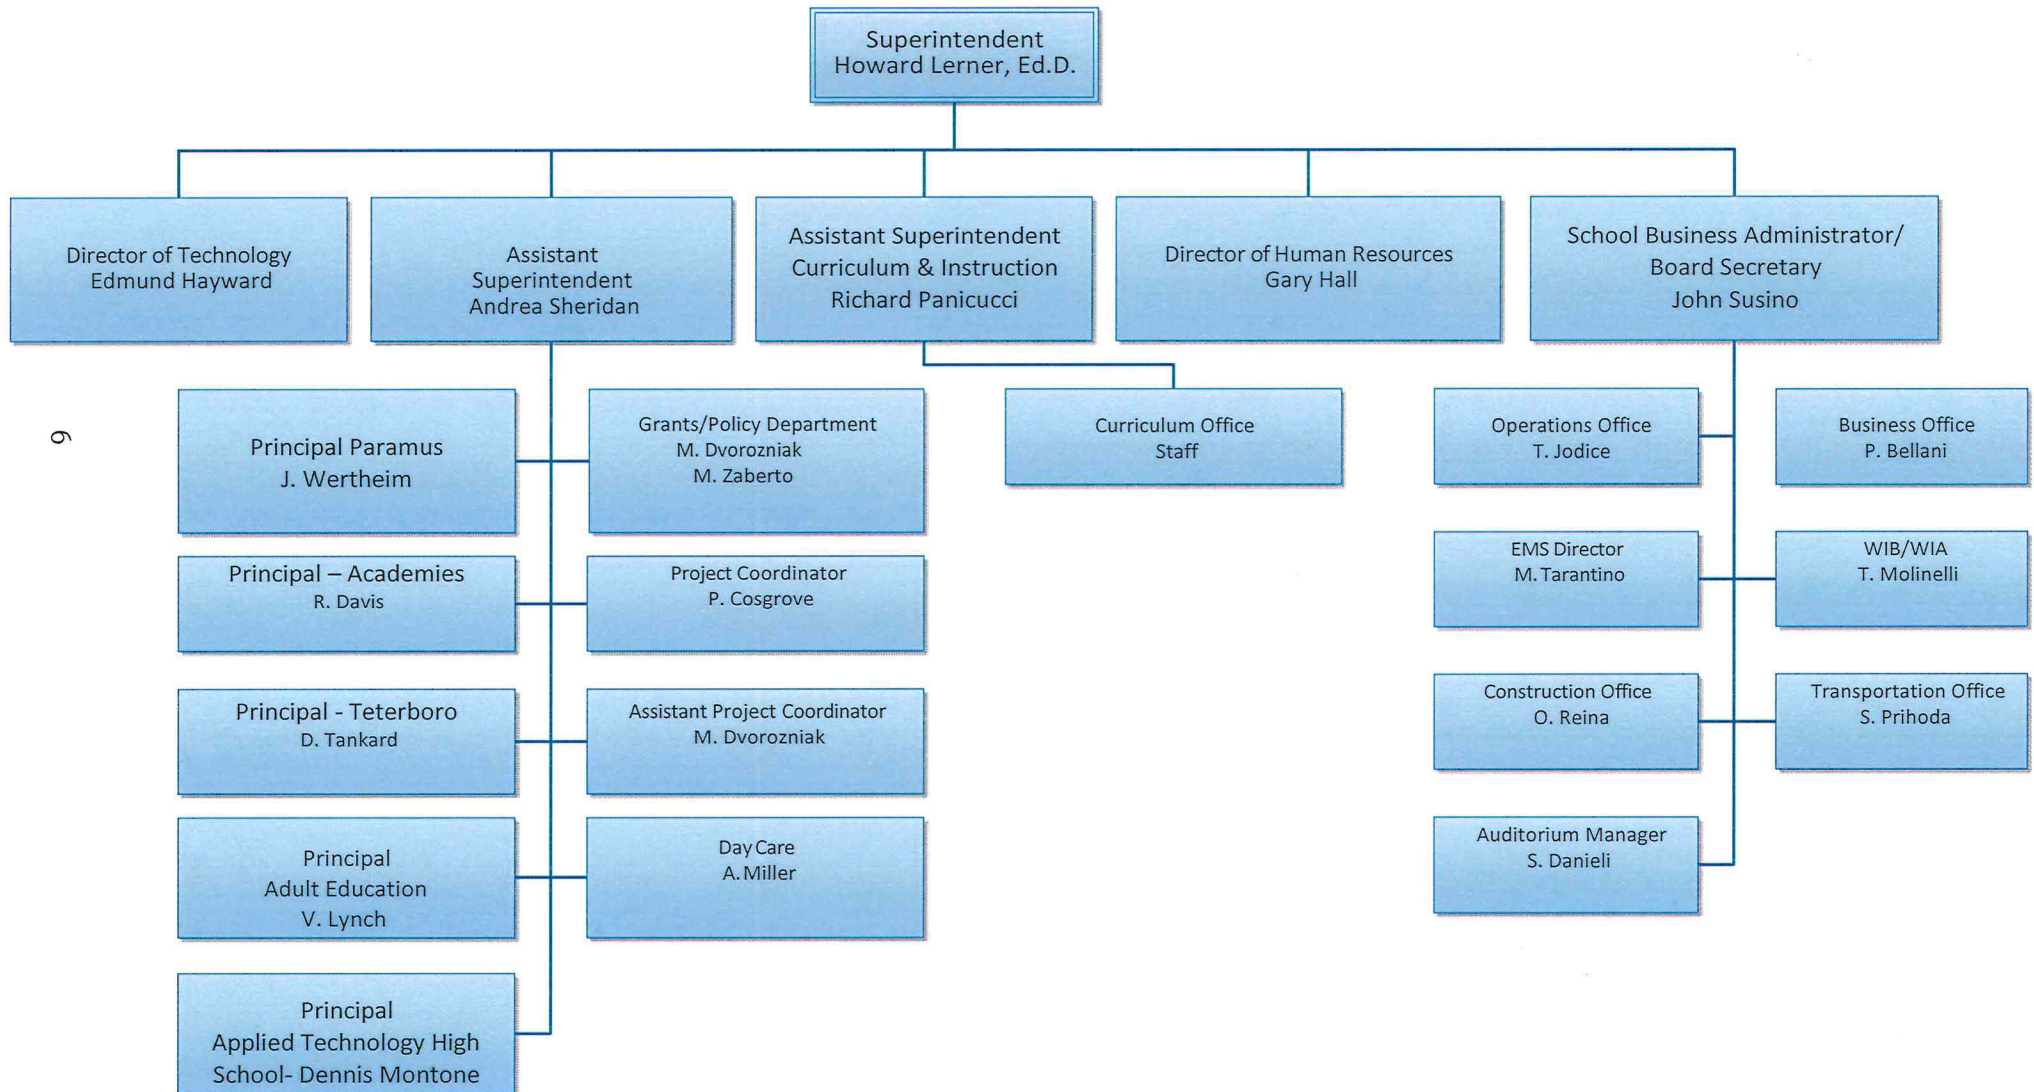 Superintendent
Howard Lerner, Ed.D.
Director of Technology
Edmund Hayward
Assistant
Superintendent
Andrea Sheridan
Assistant Superintendent
Curriculum & Instruction
Richard Panicucci
Director of Human Resources
Gary Hall
School Business Administrator/
Board Secretary
John Susino
Principal Paramus
J. Wertheim
Grants/Policy Department
M. Dvorozniak
M. Zaberto
Curriculum Office
Staff
Operations Office
T. Jodice
Business Office
P. Bellani
9
Principal – Academies
R. Davis
Project Coordinator
P. Cosgrove
EMS Director
M. Tarantino
WIB/WIA
T. Molinelli
Principal - Teterboro
D. Tankard
Assistant Project Coordinator
M. Dvorozniak
Construction Office
O. Reina
Transportation Office
S. Prihoda
Principal
Adult Education
V. Lynch
Day Care
A. Miller
Auditorium Manager
S. Danieli
Principal
Applied Technology High
School- Dennis Montone